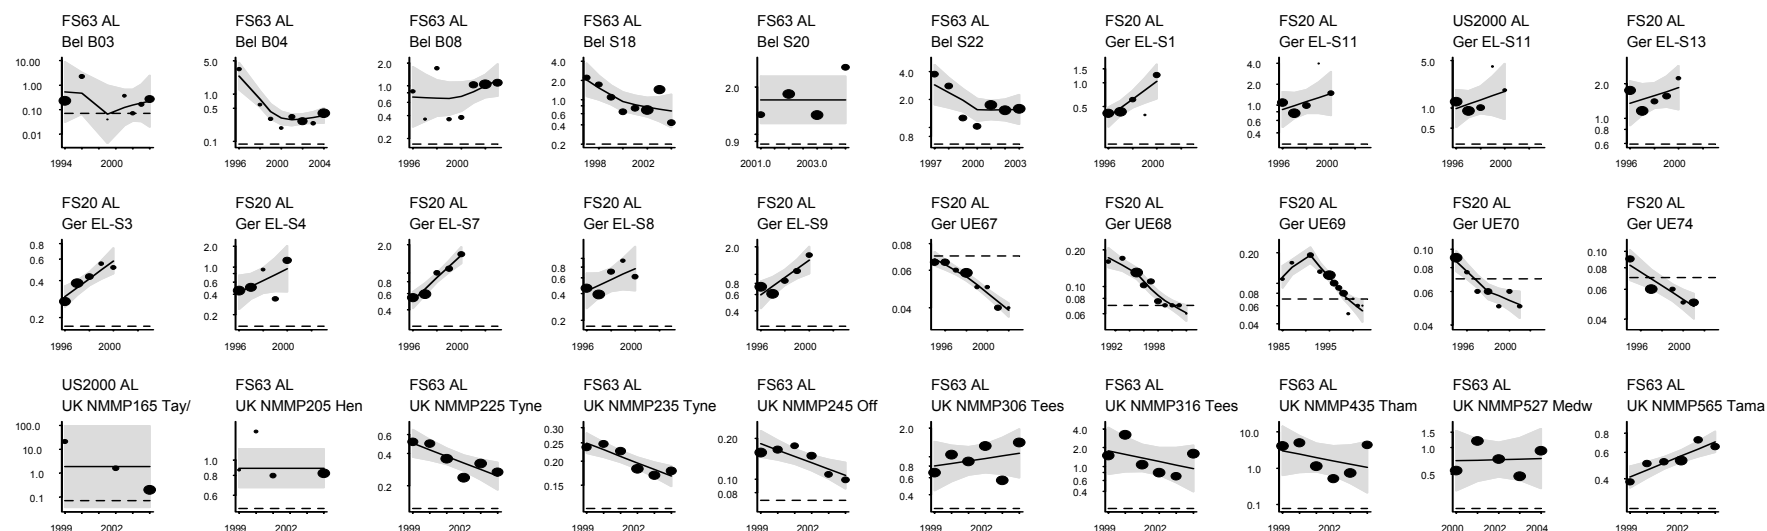 FS63 AL FS63 AL FS63 AL FS63 AL FS63 AL FS63 AL FS20 AL FS20 AL US2000 AL FS20 AL
Bel B03 Bel B04 Bel B08 Bel S18 Bel S20 Bel S22 Ger EL-S1 Ger EL-S11 Ger EL-S11 Ger EL-S13
10.00 1.00 0.10 0.01
1994 2000
5.0 1.0 0.5 0.1
1996 2000 2004
2.0 1.0 0.6 0.4 0.2
1996 2000
4.0 2.0 1.0 0.6 0.4 0.2
1998 2002
2.0 0.9
2001.0 2003.0
4.0 2.0 0.8
1997 2000 2003
1.5 1.0 0.5
1996 2000
4.0 2.0 1.0 0.6 0.4
1996 2000
5.0 1.0 0.5
1996 2000
2.0 1.0 0.8 0.6
1996 2000
FS20 AL FS20 AL FS20 AL FS20 AL FS20 AL FS20 AL FS20 AL FS20 AL FS20 AL FS20 AL
Ger EL-S3 Ger EL-S4 Ger EL-S7 Ger EL-S8 Ger EL-S9 Ger UE67 Ger UE68 Ger UE69 Ger UE70 Ger UE74
0.8 0.6 0.4 0.2
1996 2000
2.0 1.0 0.6 0.4 0.2
1996 2000
2.0 1.0 0.8 0.4
1996 2000
0.8 0.6 0.4 0.2
1996 2000
2.0 1.0 0.8 0.6 0.4
1996 2000
0.08 0.06 0.04
1996 2000
0.20 0.10 0.08 0.06
1992 1998
0.20 0.08 0.06 0.04
1985 1995
0.10 0.08 0.06 0.04
1996 2000
0.10 0.08 0.06 0.04
1996 2000
US2000 AL FS63 AL FS63 AL FS63 AL FS63 AL FS63 AL FS63 AL FS63 AL FS63 AL FS63 AL
UK NMMP165 Tay/ UK NMMP205 Hen UK NMMP225 Tyne UK NMMP235 Tyne UK NMMP245 Off UK NMMP306 Tees UK NMMP316 Tees UK NMMP435 Tham UK NMMP527 Medw UK NMMP565 Tama
100.0 10.0 1.0 0.1
1999 2002
1.0 0.8 0.6
1999 2002
0.6 0.4 0.2
1999 2002
0.30 0.25 0.20 0.15
1999 2002
0.20 0.10 0.08
1999 2002
2.0 0.8 0.6 0.4
1999 2002
4.0 2.0 1.0 0.6 0.4
1999 2002
10.0 1.0 0.1
1999 2002
1.5 1.0 0.5
2000 2002 2004
0.8 0.6 0.4
1999 2002